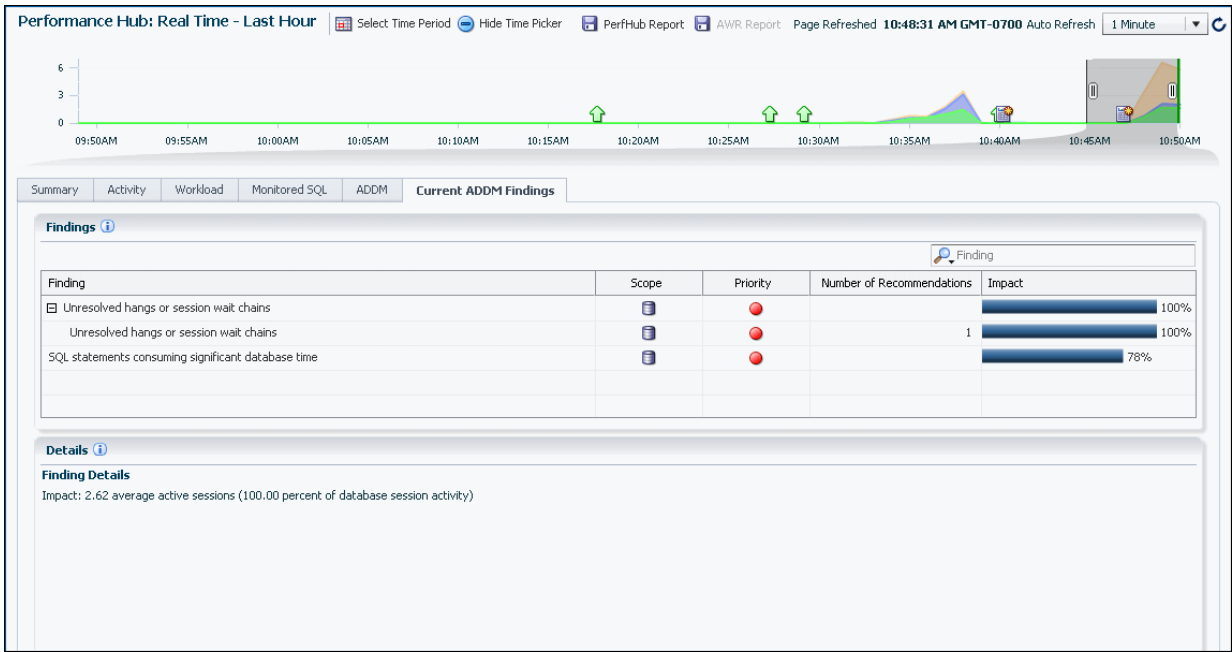 Performance Hub: Real Time - Last Hour Select Time Period Hide Time Picker PerfHub Report AWR Report Page Refreshed 10:48:31 AM GMT-0700 Auto Refresh 1 Minute
6
3
0
09:50AM 09:55AM 10:00AM 10:05AM 10:10AM 10:15AM 10:20AM 10:25AM 10:30AM 10:35AM 10:40AM 10:45AM 10:50AM
Summary Activity Workload Monitored SQL ADDM Current ADDM Findings
Findings
Finding
Finding Scope Priority Number of Recommendations Impact
Unresolved hangs or session wait chains 100%
Unresolved hangs or session wait chains 1 100%
SQL statements consuming significant database time 78%
Details
Finding Details
Impact: 2.62 average active sessions (100.00 percent of database session activity)